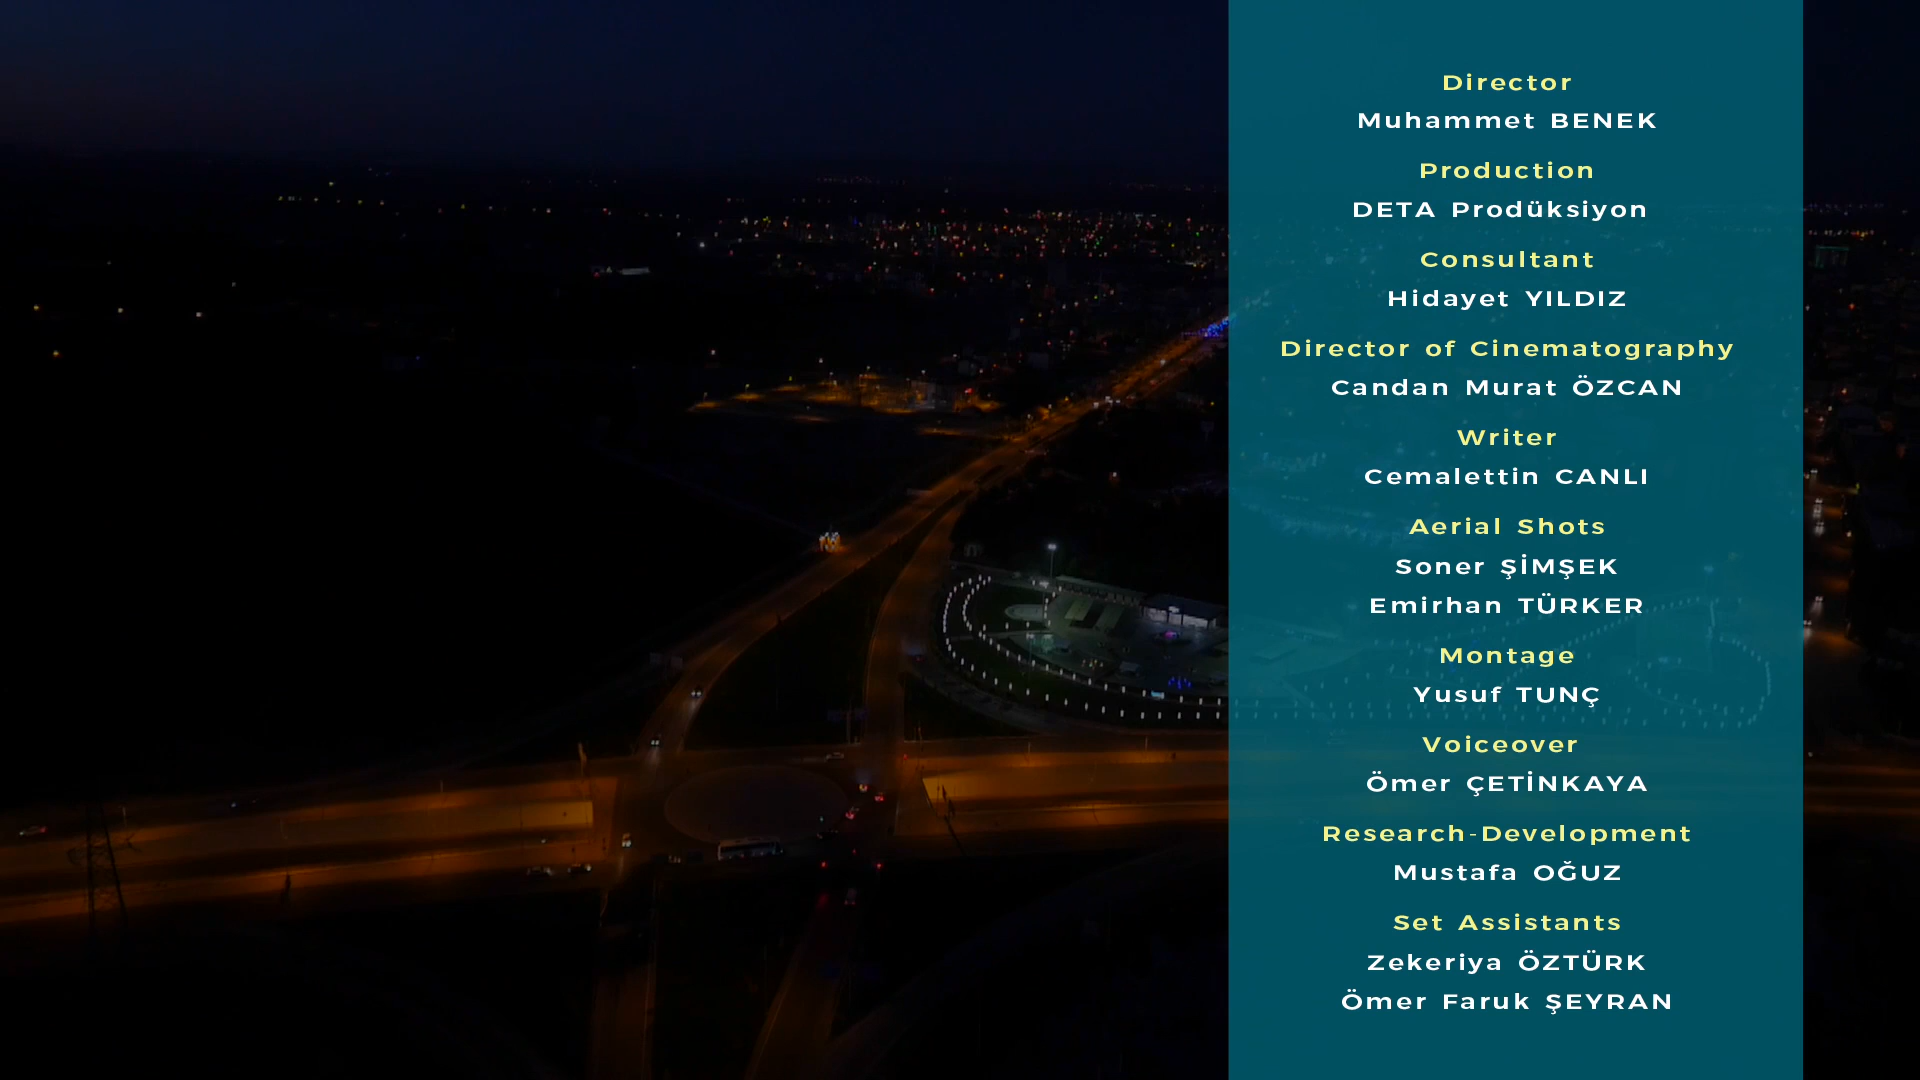 Director
Muhammet BENEK
Production
DETA Prodüksiyon
Consultant
Hidayet YILDIZ
Director of Cinematography
Candan Murat ÖZCAN
Writer
Cemalettin CANLI
Aerial Shots
Soner ŞİMŞEK
Emirhan TÜRKER
Montage
Yusuf TUNÇ
Voiceover
Ömer ÇETİNKAYA
Research-Development
Mustafa OĞUZ
Set Assistants
Zekeriya ÖZTÜRK
Ömer Faruk ŞEYRAN